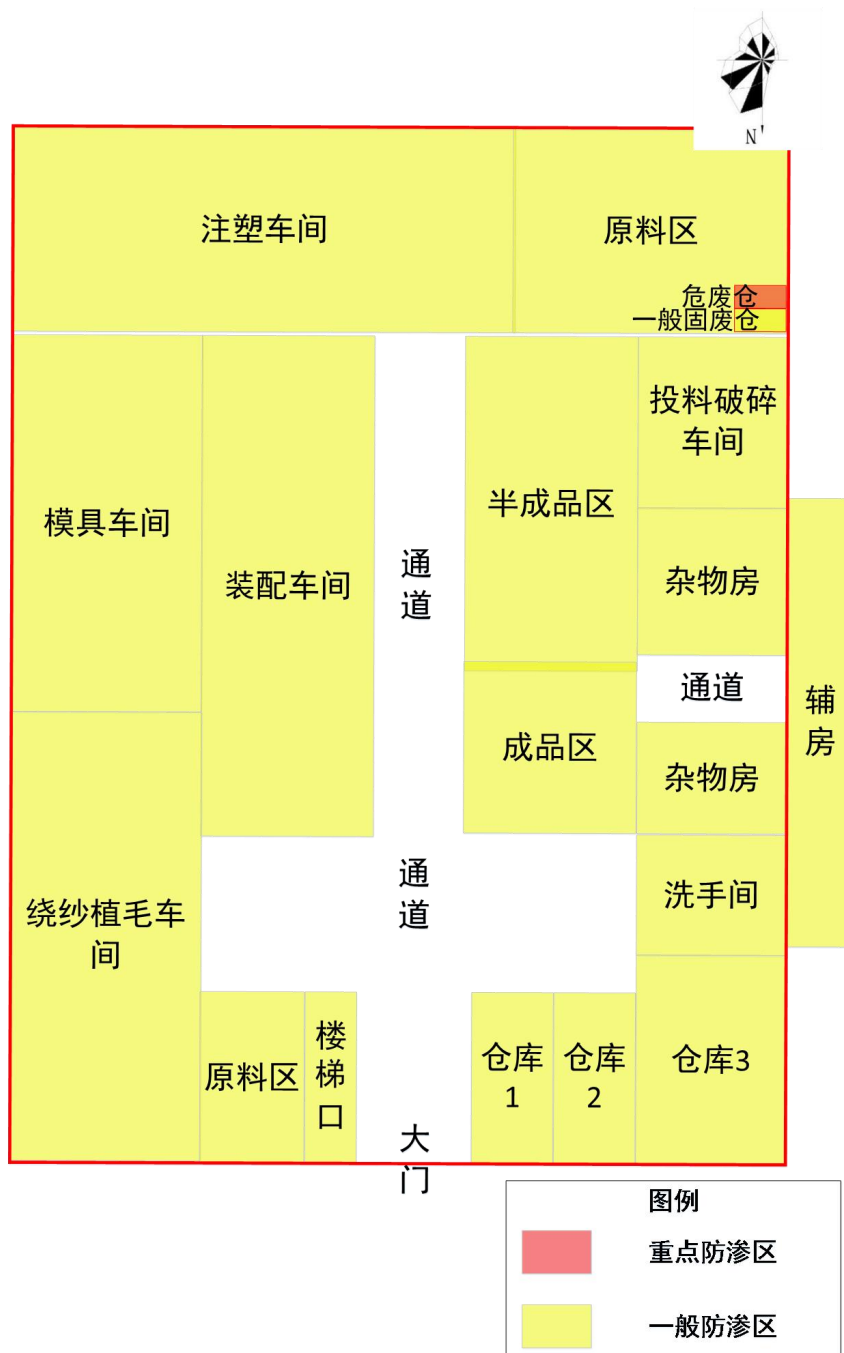 N'
注塑车间
原料区
危废仓
一般固废仓
投料破碎
车间
模具车间
装配车间
通
道
半成品区
杂物房
通道
辅
房
成品区
杂物房
绕纱植毛车
间
通
道
洗手间
原料区
楼
梯
口
仓库
1
仓库
2
仓库3
大
门
图例
重点防渗区
一般防渗区